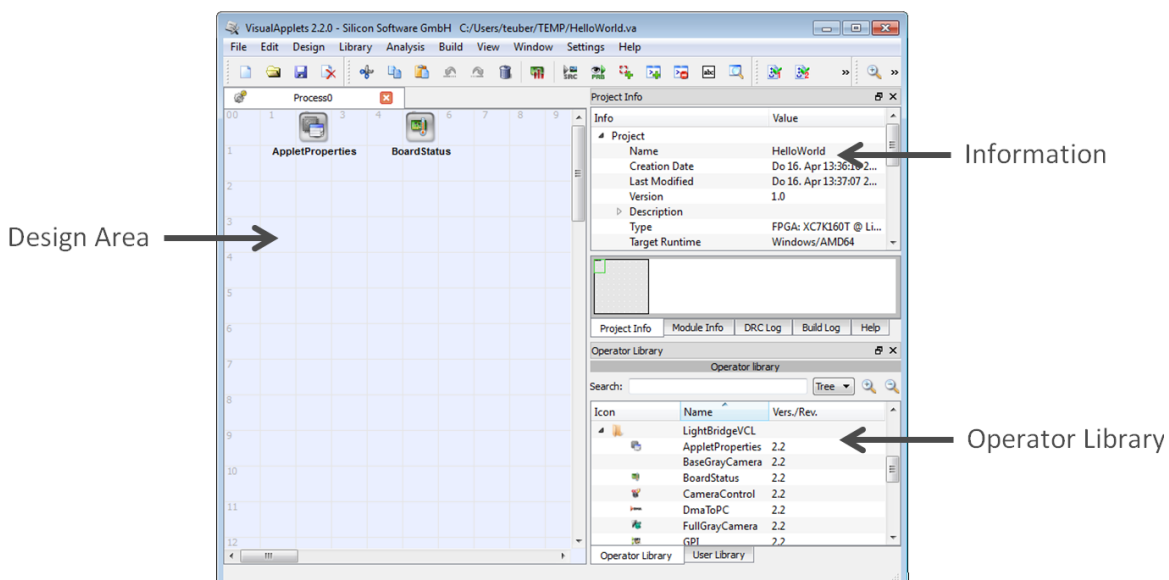 VisualApplets 2.2.0 - Silicon Software GmbH C:/Users/teuber/TEMP/HelloWorld.va
File Edit Design Library Analysis Build View Window Settings Help
SRC PRB abc » »
Process0
00 1 3 4 6 7 8 9
AppletProperties BoardStatus
1
2
3
4
5
6
7
8
9
10
11
12
Design Area
Project Info
Info Value
Project
Name HelloWorld
Creation Date Do 16. Apr 13:36:16 2...
Last Modified Do 16. Apr 13:37:07 2...
Version 1.0
Description
Type FPGA: XC7K160T @ Li...
Target Runtime Windows/AMD64
Information
Project Info Module Info DRC Log Build Log Help
Operator Library
Operator library
Search: Tree
Icon Name Vers./Rev.
LightBridgeVCL
AppletProperties 2.2
BaseGrayCamera 2.2
BoardStatus 2.2
CameraControl 2.2
DmaToPC 2.2
FullGrayCamera 2.2
GPI 2.2
Operator Library User Library
Operator Library